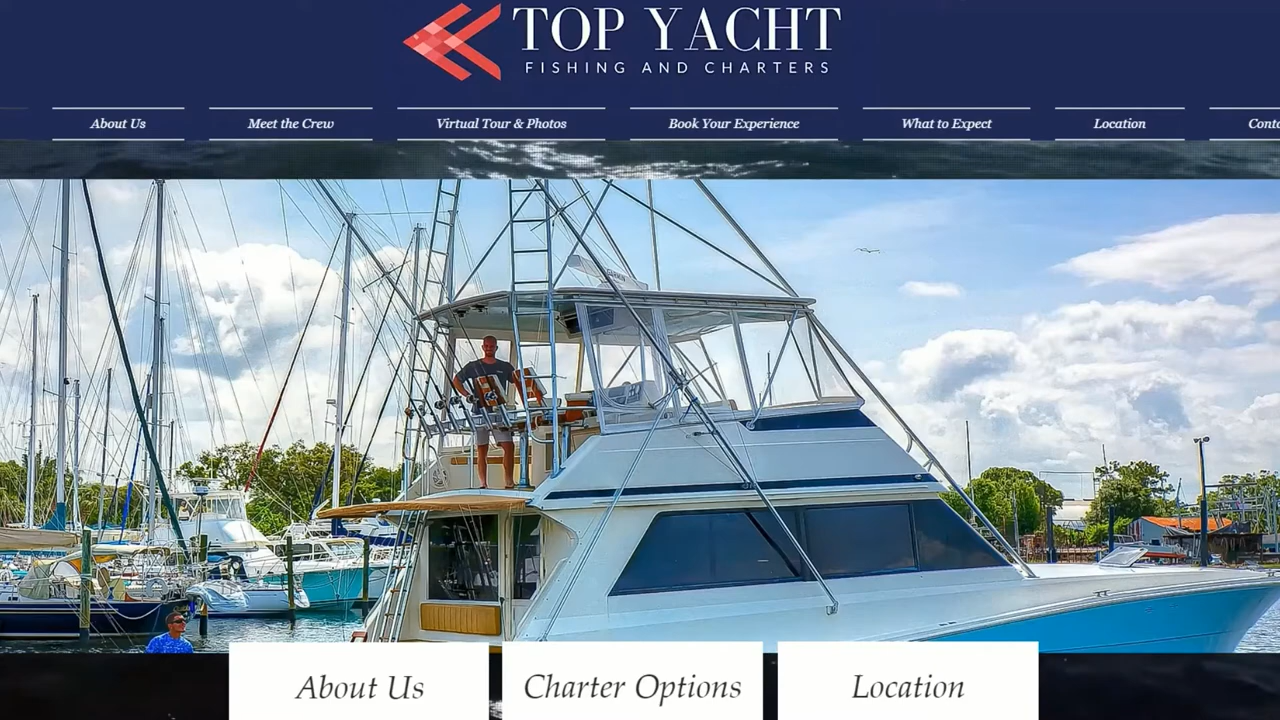 TOP YACHT
FISHING AND CHARTERS
About Us
Meet the Crew
Virtual Tour & Photos
Book Your Experience
What to Expect
Location
About Us
Charter Options
Location